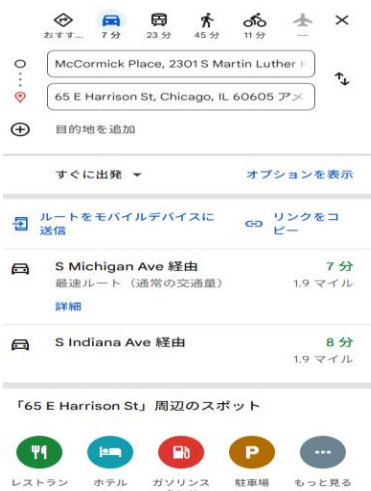 おすす... 7 分 23 分 45 分 11 分 —
McCormick Place, 2301 S Martin Luther
65 E Harrison St, Chicago, IL 60605 アメ
目的地を追加
すぐに出発 オプションを表示
ルートをモバイルデバイスに送信 リンクをコピー
S Michigan Ave 経由 7 分
最速ルート（通常の交通量） 1.9 マイル
詳細
S Indiana Ave 経由 8 分
1.9 マイル
「65 E Harrison St」周辺のスポット
P
レストラン ホテル ガソリンス 駐車場 もっと見る